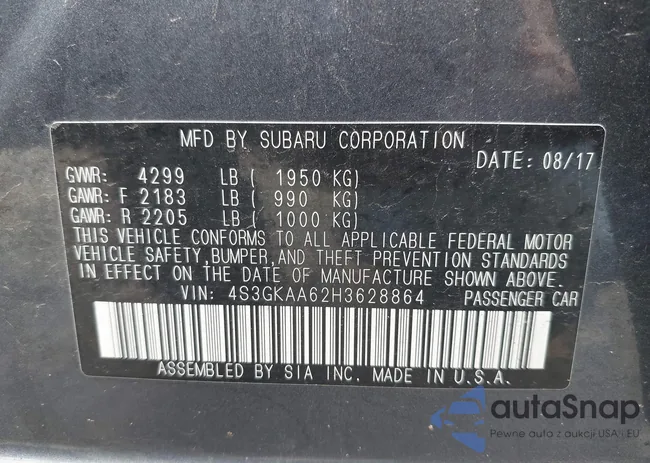 MFD BY SUBARU CORPORATION
DATE: 08/17
GVWR: 4299 LB ( 1950 KG)
GAWR: F 2183 LB ( 990 KG)
GAWR: R 2205 LB ( 1000 KG)
THIS VEHICLE CONFORMS TO ALL APPLICABLE FEDERAL MOTOR
VEHICLE SAFETY, BUMPER, AND THEFT PREVENTION STANDARDS
IN EFFECT ON THE DATE OF MANUFACTURE SHOWN ABOVE.
VIN: 4S3GKAA62H3628864 PASSENGER CAR
ASSEMBLED BY SIA INC. MADE IN U.S.A.
autaSnap
Pewne auta z aukcji USA i EU